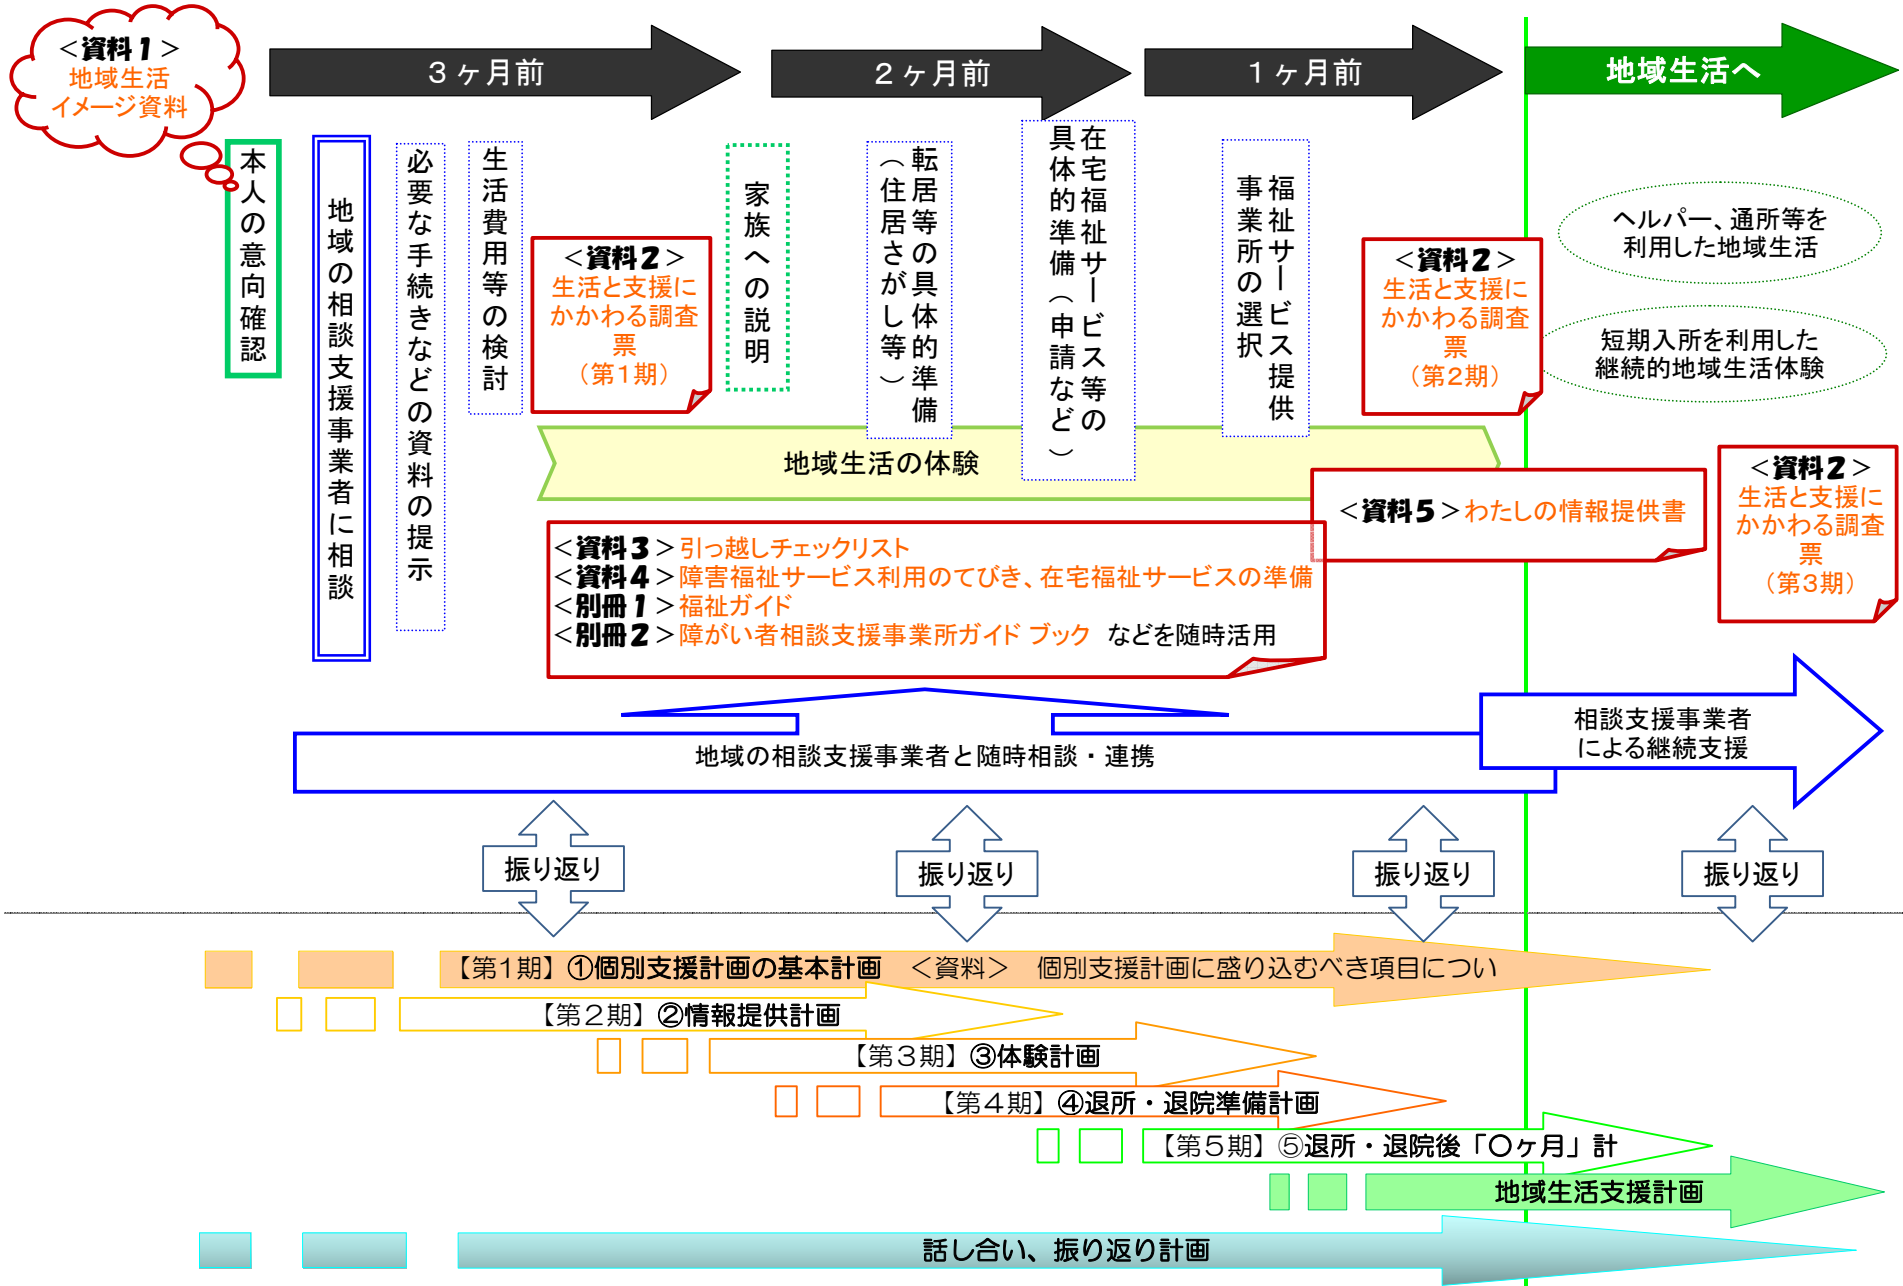 ＜資料１＞
地域生活
イメージ資料
３ヶ月前
２ヶ月前
１ヶ月前
地域生活へ
本人の意向確認
地域の相談支援事業者に相談
必要な手続きなどの資料の提示
生活費用等の検討
＜資料２＞
生活と支援に
かかわる調査
票
（第１期）
家族への説明
転居等の具体的準備
（住居さがし等）
在宅福祉サービス等の
具体的準備（申請など）
福祉サービス提供
事業所の選択
＜資料２＞
生活と支援に
かかわる調査
票
（第２期）
ヘルパー、通所等を
利用した地域生活
短期入所を利用した
継続的地域生活体験
地域生活の体験
＜資料５＞わたしの情報提供書
＜資料２＞
生活と支援に
かかわる調査
票
（第３期）
＜資料３＞引っ越しチェックリスト
＜資料４＞障害福祉サービス利用のてびき、在宅福祉サービスの準備
＜別冊１＞福祉ガイド
＜別冊２＞障がい者相談支援事業所ガイドブック　などを随時活用
地域の相談支援事業者と随時相談・連携
相談支援事業者
による継続支援
振り返り
振り返り
振り返り
振り返り
【第１期】①個別支援計画の基本計画　＜資料＞　個別支援計画に盛り込むべき項目につい
【第２期】②情報提供計画
【第３期】③体験計画
【第４期】④退所・退院準備計画
【第５期】⑤退所・退院後「〇ヶ月」計
地域生活支援計画
話し合い、振り返り計画